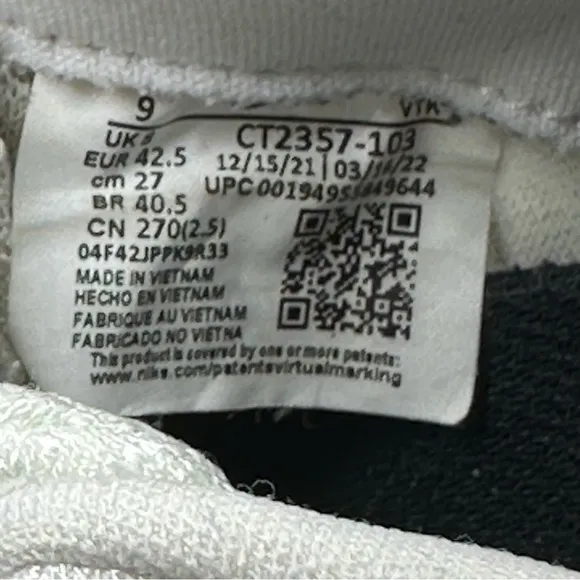 9 VTK
UK 8 CT2357-103
EUR 42.5 12/15/21 | 22
cm 27
BR 40.5
CN 270(2.5)
04F42JPPK9R33
MADE IN VIETNAM
HECHO EN VIETNAM
FABRIQUE AU VIETNAM
FABRICADO NO VIETNA
This product is covered by one or more patents:
www.nike.com/patentsvirtualmarking